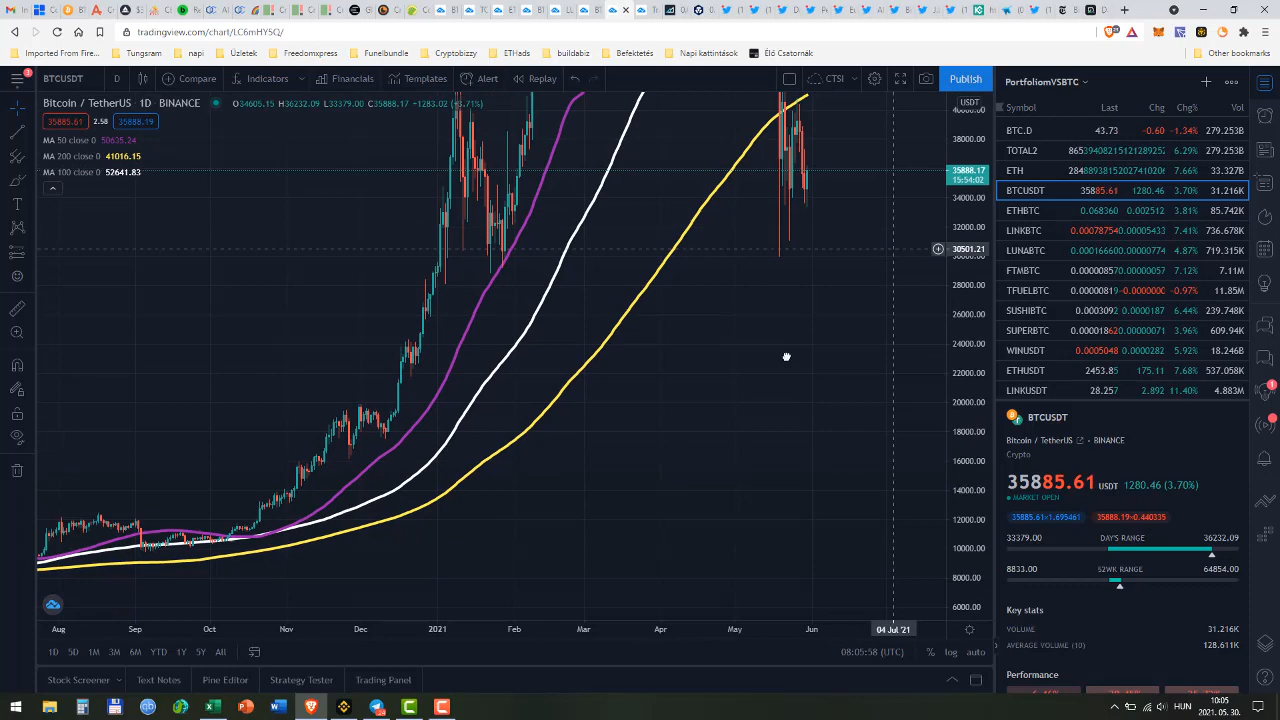 tradingview.com/chart/LC6mHY5Q/
Imported From Fire...
Tungsram
napi
Üzletek
Freedomxpress
Funelbundle
Cryptobizzy
ETHads
buildabiz
Befektetés
Napi kattintások
Élő Csatornák
Other bookmarks
BTCUSDT
D
Compare
Indicators
Financials
Templates
Alert
Replay
CTSI
Publish
Bitcoin / TetherUS · 1D · BINANCE
O34605.15 H36232.09 L33379.00 C35888.17 +1283.02 (+3.71%)
35885.61 2.58 35888.19
MA 50 close 0 50635.24
MA 200 close 0 41016.15
MA 100 close 0 52641.83
USDT
40000.00
38000.00
35888.17
15:54:02
34000.00
32000.00
30501.21
30000.00
28000.00
26000.00
24000.00
22000.00
20000.00
18000.00
16000.00
14000.00
12000.00
10000.00
8000.00
6000.00
Aug Sep Oct Nov Dec 2021 Feb Mar Apr May Jun 04 Jul '21
1D 5D 1M 3M 6M YTD 1Y 5Y All
08:05:58 (UTC) % log auto
Stock Screener Text Notes Pine Editor Strategy Tester Trading Panel
PortfoliomVSBTC
Symbol Last Chg Chg% Vol
BTC.D 43.73 -0.60 -1.34% 279.253B
TOTAL2 6.29% 279.253B
ETH 7.66% 33.327B
BTCUSDT 35885.61 1280.46 3.70% 31.216K
ETHBTC 0.068360 0.002512 3.81% 85.742K
LINKBTC 0.00078754 0.00005433 7.41% 736.678K
LUNABTC 4.87% 719.315K
FTMBTC 7.12% 7.11M
TFUELBTC -0.97% 11.85M
SUSHIBTC 6.44% 239.748K
SUPERBTC 3.96% 609.94K
WINUSDT 0.0005048 0.0000282 5.92% 18.246B
ETHUSDT 2453.85 175.11 7.68% 537.058K
LINKUSDT 28.257 2.892 11.40% 4.883M
BTCUSDT
Bitcoin / TetherUS · BINANCE
Crypto
35885.61 USDT 1280.46 (3.70%)
MARKET OPEN
35885.61×1.695461 35888.19×0.440335
33379.00 DAY'S RANGE 36232.09
8833.00 52WK RANGE 64854.00
Key stats
VOLUME 31.216K
AVERAGE VOLUME (10) 128.611K
Performance
HUN
10:05
2021. 05. 30.